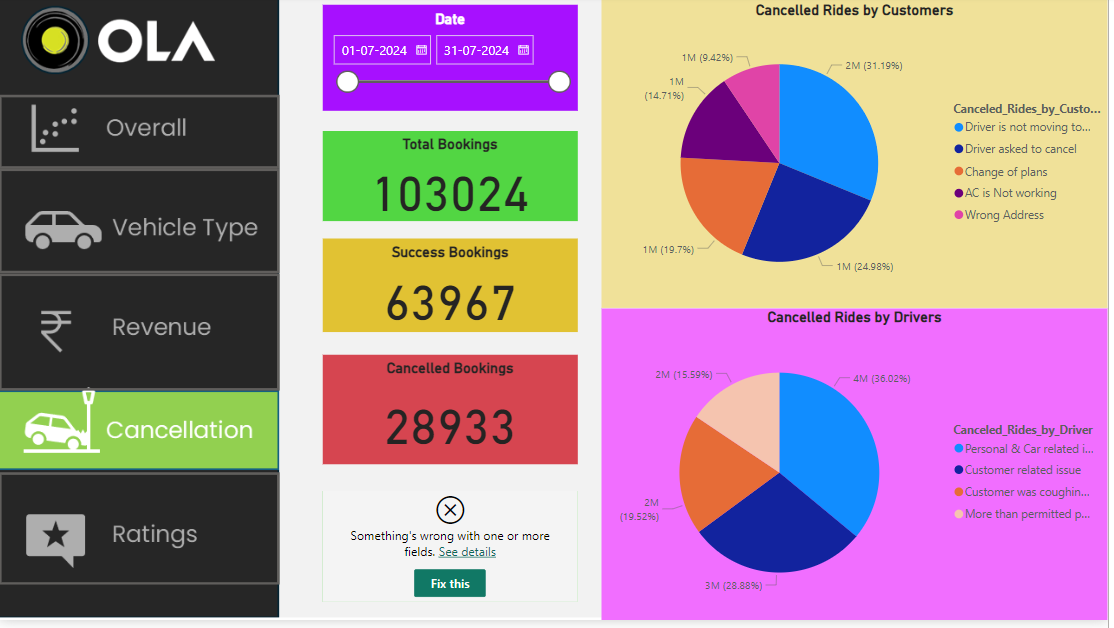 OLA
Overall
Vehicle Type
Revenue
Cancellation
Ratings
Date
01-07-2024
31-07-2024
Total Bookings
103024
Success Bookings
63967
Cancelled Bookings
28933
Something's wrong with one or more
fields. See details
Fix this
Cancelled Rides by Customers
1M (9.42%)
2M (31.19%)
1M
(14.71%)
1M (19.7%)
1M (24.98%)
Canceled_Rides_by_Custo...
Driver is not moving to...
Driver asked to cancel
Change of plans
AC is Not working
Wrong Address
Cancelled Rides by Drivers
2M (15.59%)
4M (36.02%)
2M
(19.52%)
3M (28.88%)
Canceled_Rides_by_Driver
Personal & Car related i...
Customer related issue
Customer was coughin...
More than permitted p...